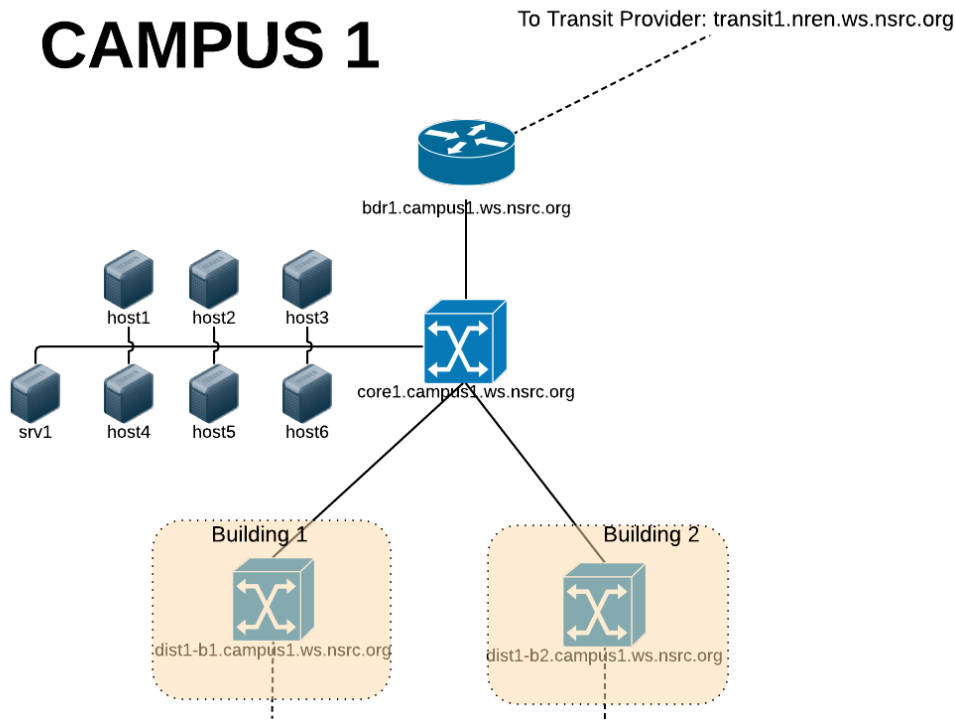 To Transit Provider: transit1.nren.ws.nsrc.org
CAMPUS 1
bdr1.campus1.ws.nsrc.org
host1 host2 host3
core1.campus1.ws.nsrc.org
srv1 host4 host5 host6
Building 1 Building 2
dist1-b1.campus1.ws.nsrc.org
dist1-b2.campus1.ws.nsrc.org